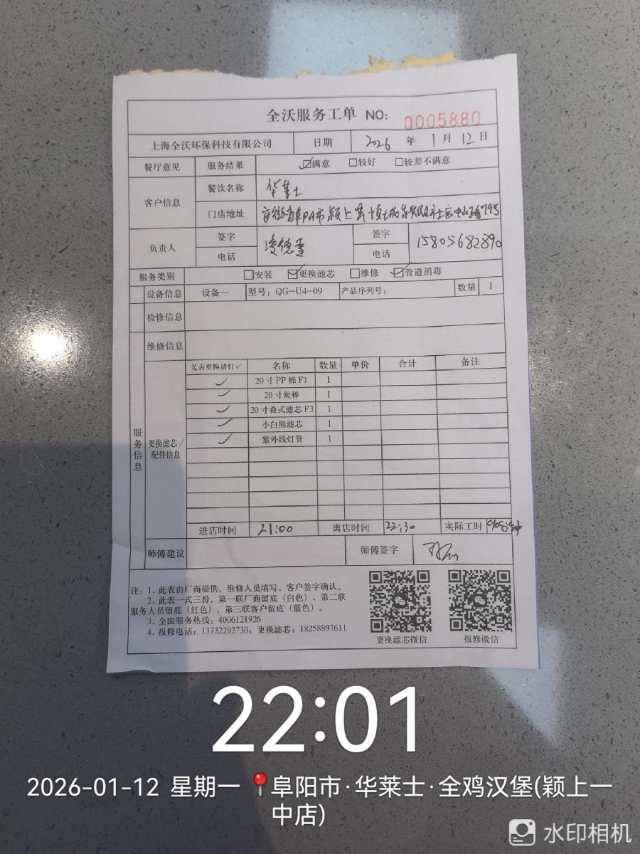 全沃服务工单 NO: 0005880
上海全沃环保科技有限公司 日期 2026 年 1 月 12 日
餐厅意见 服务结果 ☑满意 □较好 □较差不满意
客户信息 餐饮名称 华莱士
门店地址
负责人 签字 签字
电话 电话 15805682890
服务类别 □安装 ☑更换滤芯 □维修 ☑管道消毒
设备信息 设备一 型号: QG-U4-09 产品序列号: 数量 1
检修信息
维修信息
服务信息
更换滤芯/配件信息
是否更换请打✓ 名称 数量 单价 合计 备注
✓ 20寸PP棉F1 1
✓ 20寸炭棒 1
✓ 20寸叠式滤芯F3 1
✓ 小白熊滤芯 1
✓ 紫外线灯管 1
进店时间 21:00 离店时间 22:30 实际工时
师傅建议 师傅签字
注: 1、此表由厂商提供、维修人员填写、客户签字确认。
2、此表一式三份、第一联厂商留底(白色)、第二联
服务人员留底(红色)、第三联客户留底(蓝色)。
3、全国服务热线: 4006121926
4、报修电话: 13732292730、更换滤芯: 18258897611
更换滤芯微信 报修微信
22:01
2026-01-12 星期一 阜阳市·华莱士·全鸡汉堡(颍上一
中店)
水印相机